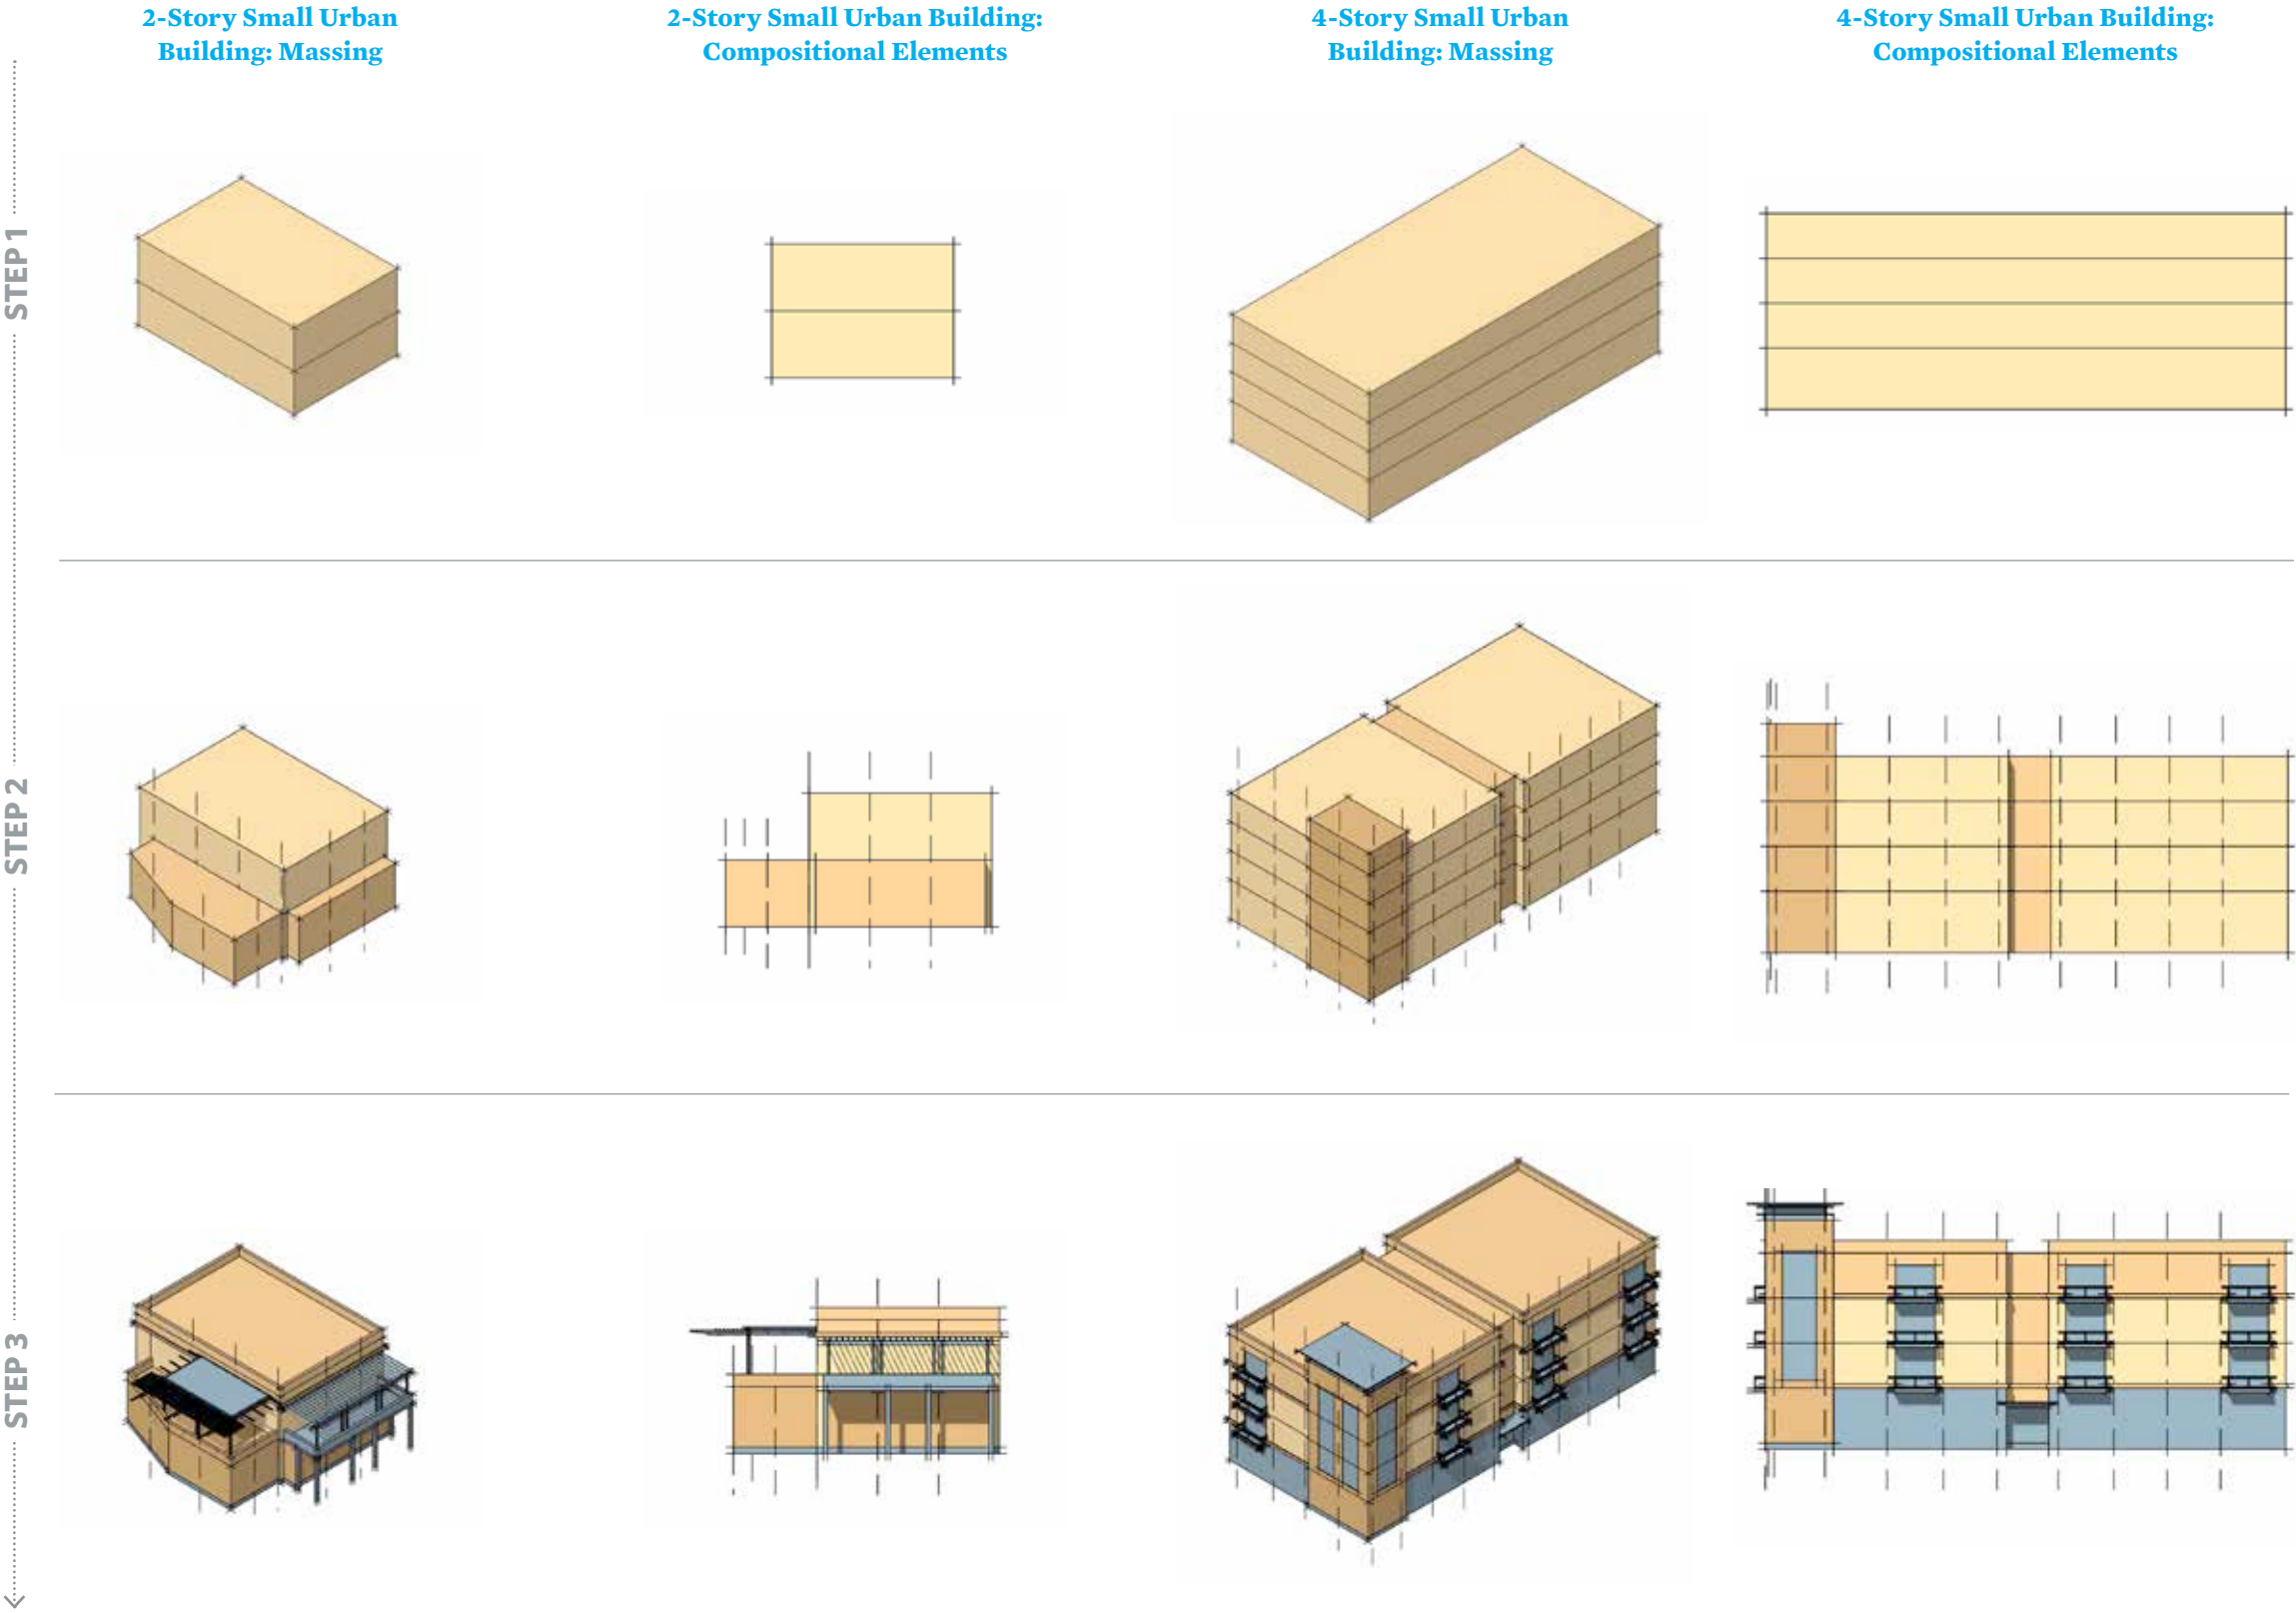 2-Story Small Urban
Building: Massing
2-Story Small Urban Building:
Compositional Elements
4-Story Small Urban
Building: Massing
4-Story Small Urban Building:
Compositional Elements
STEP 1
STEP 2
STEP 3